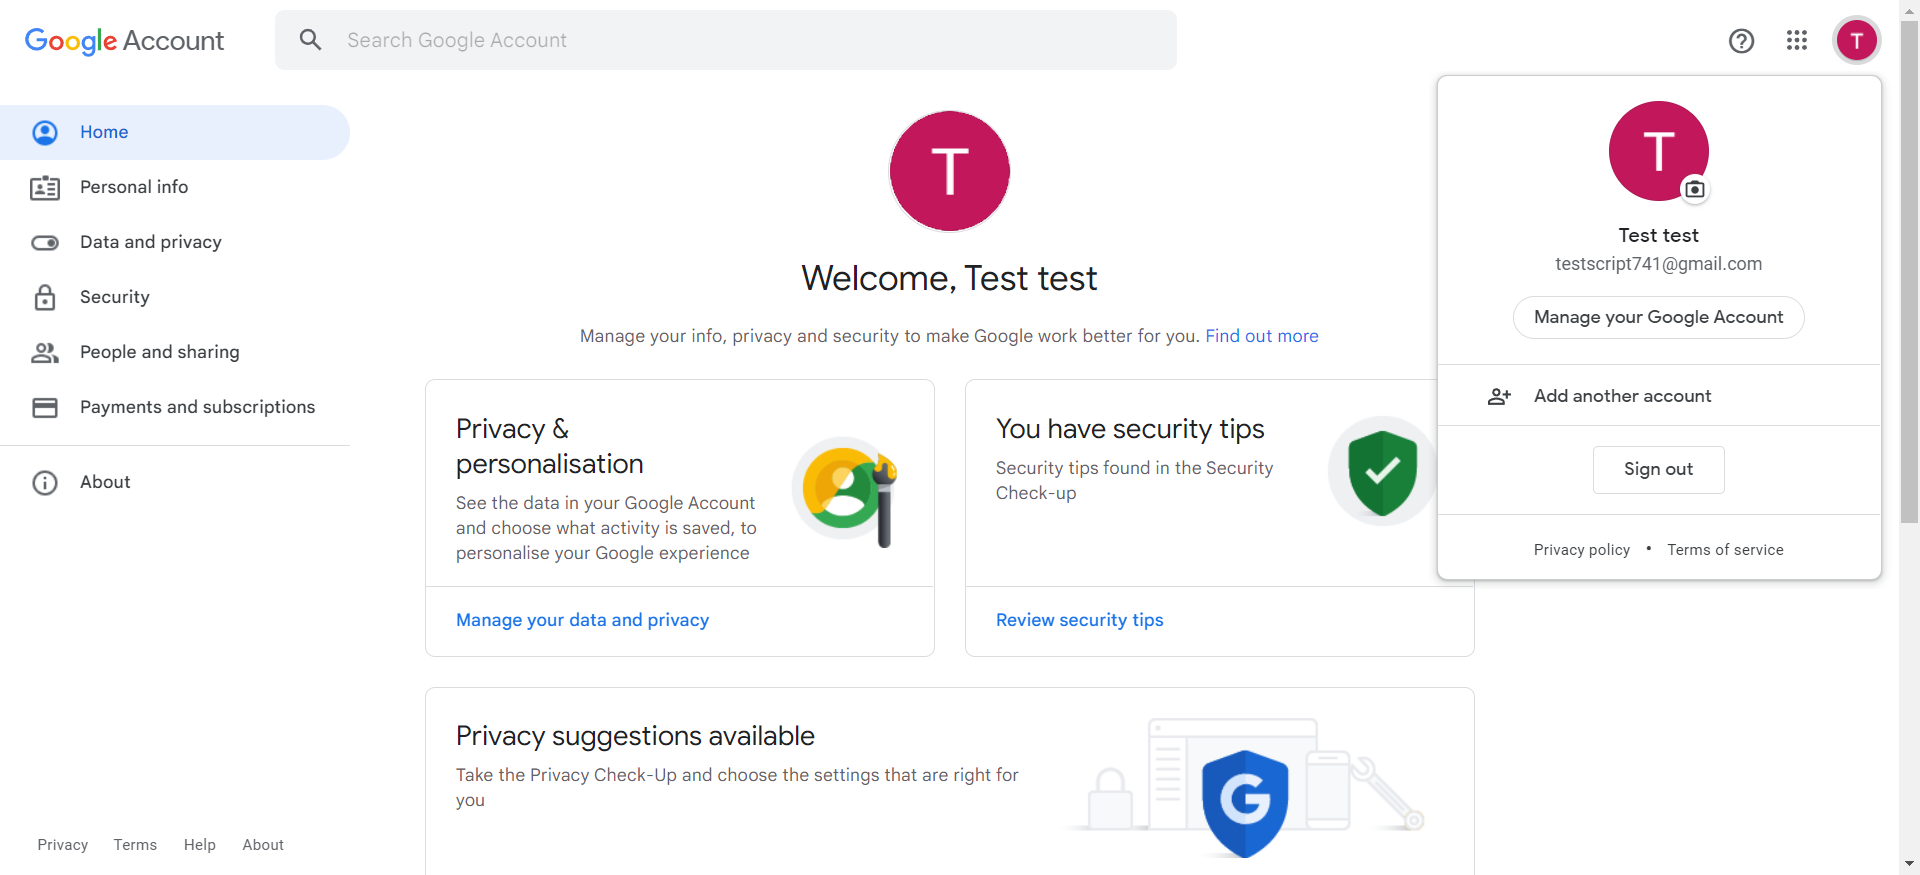 Google Account
Search Google Account
T
Home
Personal info
Data and privacy
Security
People and sharing
Payments and subscriptions
About
T
Welcome, Test test
Manage your info, privacy and security to make Google work better for you. Find out more
Privacy &
personalisation
See the data in your Google Account
and choose what activity is saved, to
personalise your Google experience
Manage your data and privacy
You have security tips
Security tips found in the Security
Check-up
Review security tips
Privacy suggestions available
Take the Privacy Check-Up and choose the settings that are right for
you
G
T
Test test
testscript741@gmail.com
Manage your Google Account
Add another account
Sign out
Privacy policy • Terms of service
Privacy Terms Help About